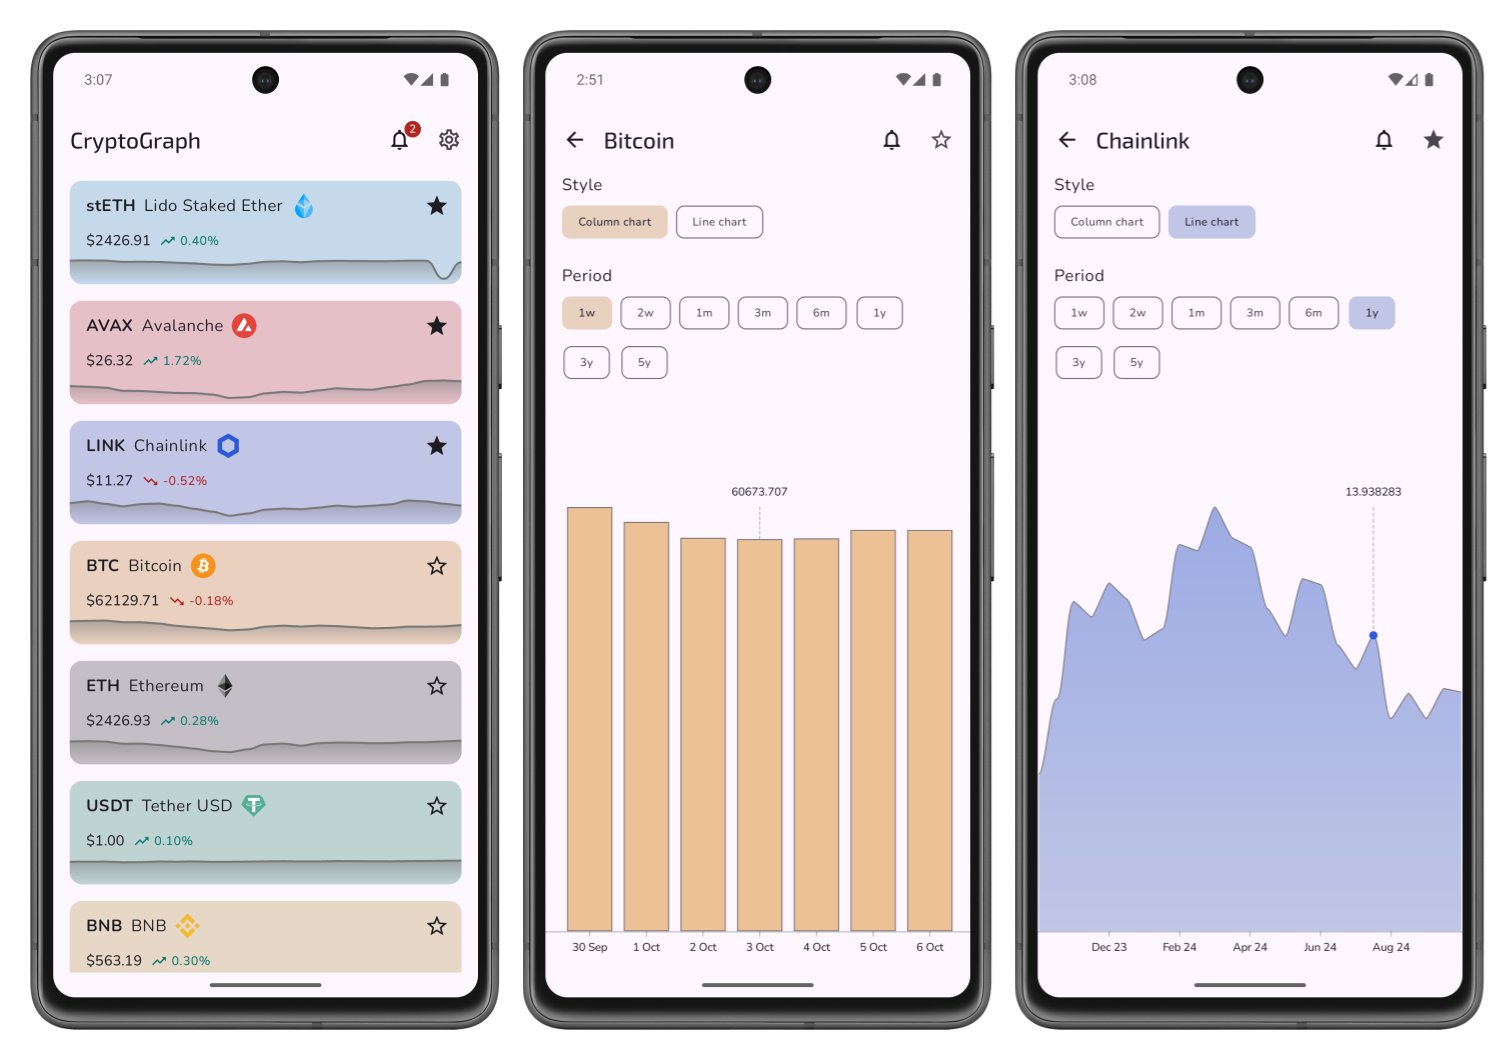 3:07
CryptoGraph
2
stETH Lido Staked Ether
$2426.91 0.40%
AVAX Avalanche
$26.32 1.72%
LINK Chainlink
$11.27 -0.52%
BTC Bitcoin
$62129.71 -0.18%
ETH Ethereum
$2426.93 0.28%
USDT Tether USD
$1.00 0.10%
BNB BNB
$563.19 0.30%
2:51
Bitcoin
Style
Column chart Line chart
Period
1w 2w 1m 3m 6m 1y
3y 5y
60673.707
30 Sep 1 Oct 2 Oct 3 Oct 4 Oct 5 Oct 6 Oct
3:08
Chainlink
Style
Column chart Line chart
Period
1w 2w 1m 3m 6m 1y
3y 5y
13.938283
Dec 23 Feb 24 Apr 24 Jun 24 Aug 24